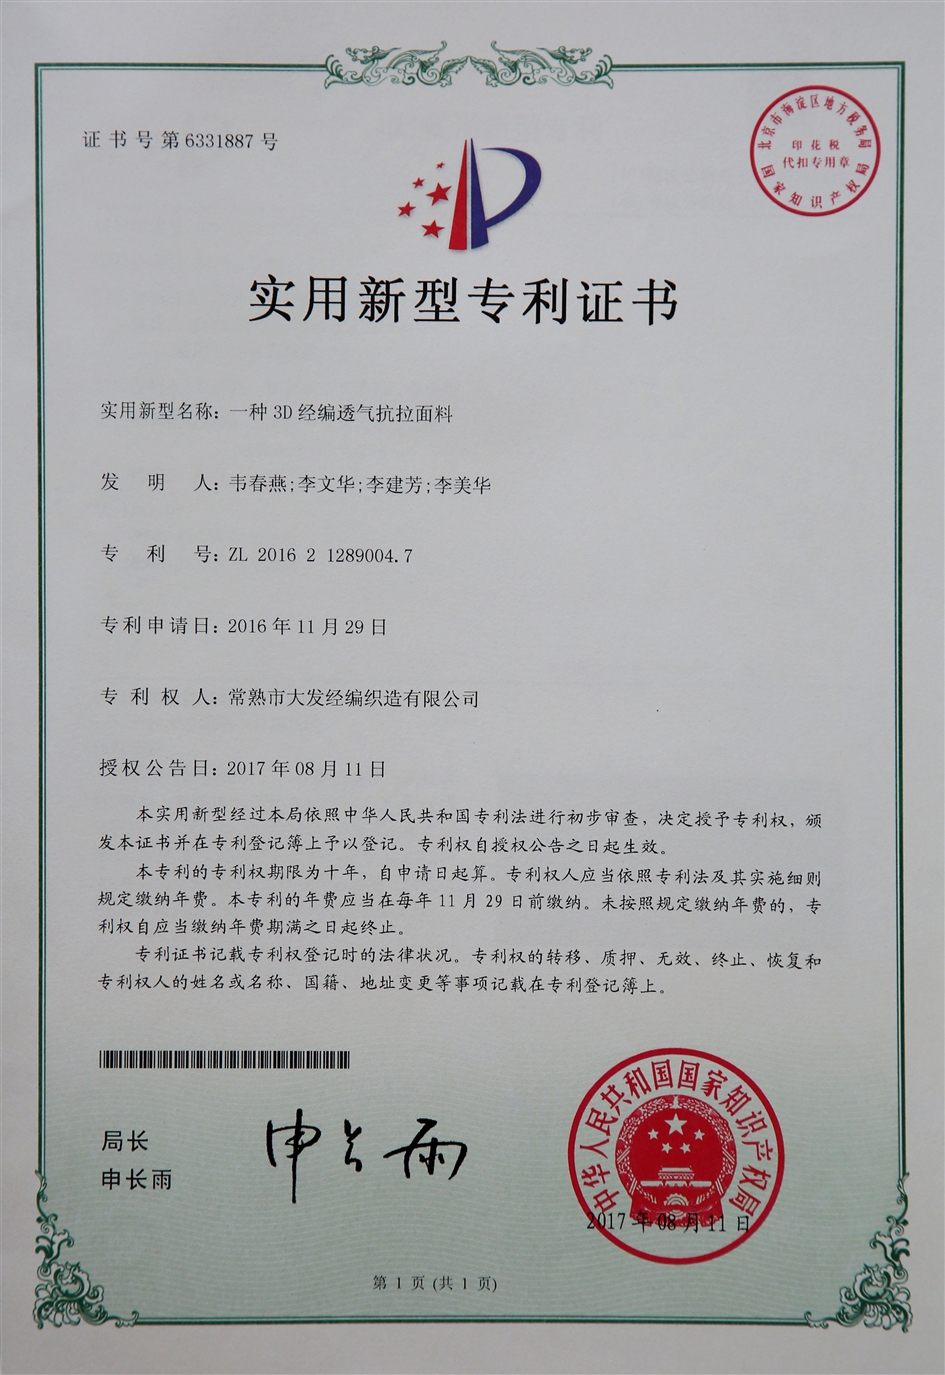 证书号第6331887号
北京市海淀区地方税务局
印花税
代扣专用章
国家知识产权局
实用新型专利证书
实用新型名称：一种3D经编透气抗拉面料
发明人：韦春燕;李文华;李建芳;李美华
专利号：ZL 2016 2 1289004.7
专利申请日：2016年11月29日
专利权人：常熟市大发经编织造有限公司
授权公告日：2017年08月11日
本实用新型经过本局依照中华人民共和国专利法进行初步审查，决定授予专利权，颁
发本证书并在专利登记簿上予以登记。专利权自授权公告之日起生效。
本专利的专利权期限为十年，自申请日起算。专利权人应当依照专利法及其实施细则
规定缴纳年费。本专利的年费应当在每年11月29日前缴纳。未按照规定缴纳年费的，专
利权自应当缴纳年费期满之日起终止。
专利证书记载专利权登记时的法律状况。专利权的转移、质押、无效、终止、恢复和
专利权人的姓名或名称、国籍、地址变更等事项记载在专利登记簿上。
局长
申长雨
申长雨
中华人民共和国国家知识产权局
2017年08月11日
第1页(共1页)